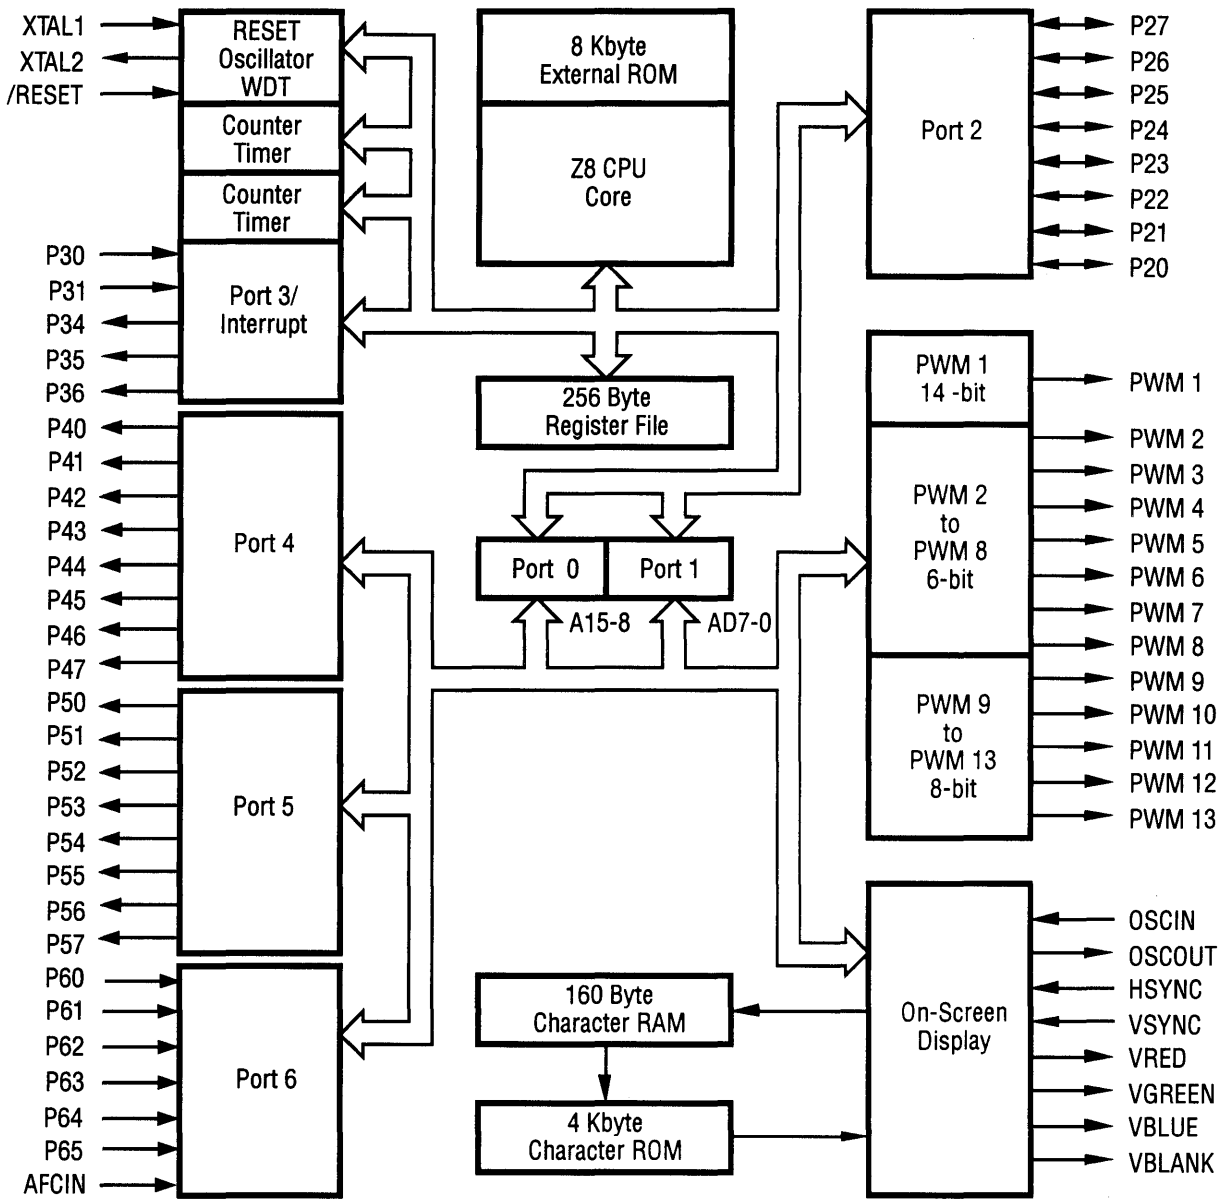 XTAL1
XTAL2
/RESET
RESET
Oscillator
WDT
Counter
Timer
Counter
Timer
P30
P31
P34
P35
P36
Port 3/
Interrupt
P40
P41
P42
P43
P44
P45
P46
P47
Port 4
P50
P51
P52
P53
P54
P55
P56
P57
Port 5
P60
P61
P62
P63
P64
P65
AFCIN
Port 6
8 Kbyte
External ROM
Z8 CPU
Core
256 Byte
Register File
Port 0
Port 1
A15-8
AD7-0
160 Byte
Character RAM
4 Kbyte
Character ROM
Port 2
P27
P26
P25
P24
P23
P22
P21
P20
PWM 1
14 -bit
PWM 2
to
PWM 8
6-bit
PWM 9
to
PWM 13
8-bit
PWM 1
PWM 2
PWM 3
PWM 4
PWM 5
PWM 6
PWM 7
PWM 8
PWM 9
PWM 10
PWM 11
PWM 12
PWM 13
On-Screen
Display
OSCIN
OSCOUT
HSYNC
VSYNC
VRED
VGREEN
VBLUE
VBLANK